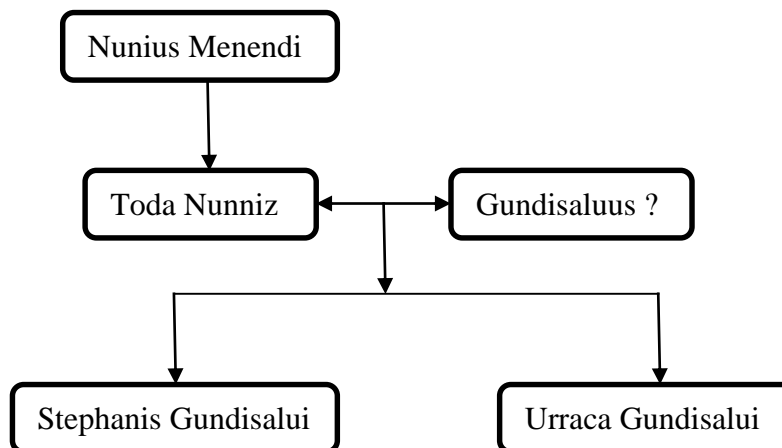 Nunius Menendi
Toda Nunniz
Gundisaluus ?
Stephanis Gundisalui
Urraca Gundisalui